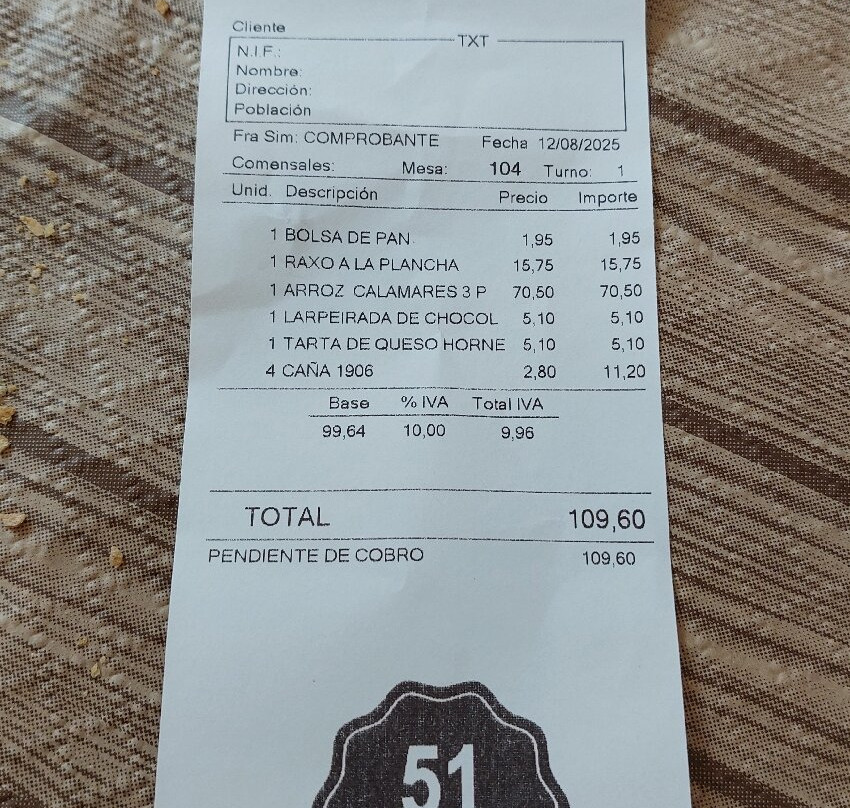 Cliente
TXT
N.I.F.:
Nombre:
Dirección:
Población
Fra Sim: COMPROBANTE Fecha 12/08/2025
Comensales: Mesa: 104 Turno: 1
Unid. Descripción Precio Importe
1 BOLSA DE PAN 1,95 1,95
1 RAXO A LA PLANCHA 15,75 15,75
1 ARROZ CALAMARES 3 P 70,50 70,50
1 LARPEIRADA DE CHOCOL 5,10 5,10
1 TARTA DE QUESO HORNE 5,10 5,10
4 CAÑA 1906 2,80 11,20
Base % IVA Total IVA
99,64 10,00 9,96
TOTAL 109,60
PENDIENTE DE COBRO 109,60
51